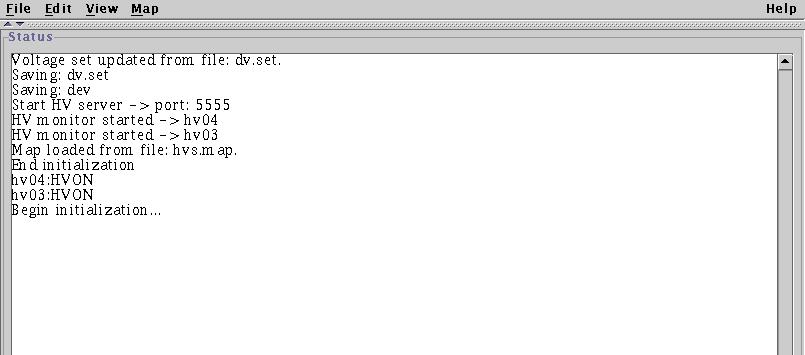 File Edit View Map Help
Status
Voltage set updated from file: dv.set.
Saving: dv.set
Saving: dev
Start HV server -> port: 5555
HV monitor started -> hv04
HV monitor started -> hv03
Map loaded from file: hvs.map.
End initialization
hv04:HVON
hv03:HVON
Begin initialization...